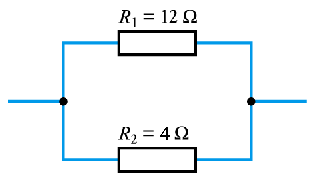 R₁ = 12 Ω
R₂ = 4 Ω